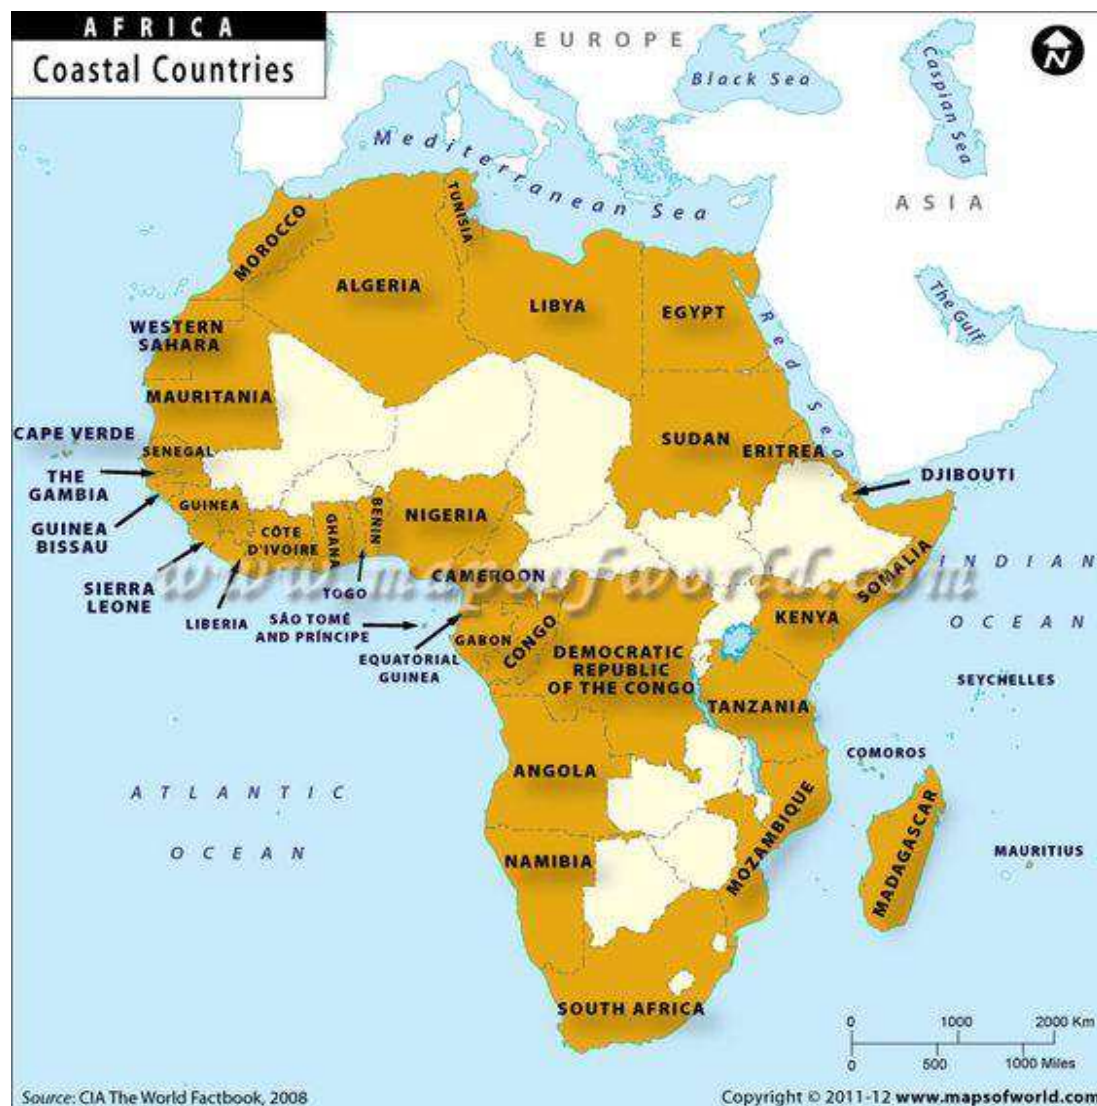 AFRICA
Coastal Countries
EUROPE
Black Sea
Caspian Sea
N
Mediterranean Sea
ASIA
TUNISIA
MOROCCO
ALGERIA
LIBYA
EGYPT
The Gulf
Red Sea
WESTERN
SAHARA
MAURITANIA
CAPE VERDE
SENEGAL
SUDAN
ERITREA
DJIBOUTI
THE
GAMBIA
GUINEA
GUINEA
BISSAU
CÔTE
D'IVOIRE
GHANA
BENIN
NIGERIA
SIERRA
LEONE
LIBERIA
TOGO
CAMEROON
SOMALIA
INDIAN
OCEAN
www.mapsofworld.com
SÃO TOMÉ
AND PRÍNCIPE
EQUATORIAL
GUINEA
GABON
CONGO
DEMOCRATIC
REPUBLIC
OF THE CONGO
KENYA
TANZANIA
SEYCHELLES
COMOROS
ANGOLA
ATLANTIC
OCEAN
NAMIBIA
MOZAMBIQUE
MADAGASCAR
MAURITIUS
SOUTH AFRICA
0 1000 2000 Km
0 500 1000 Miles
Source: CIA The World Factbook, 2008
Copyright © 2011-12 www.mapsofworld.com